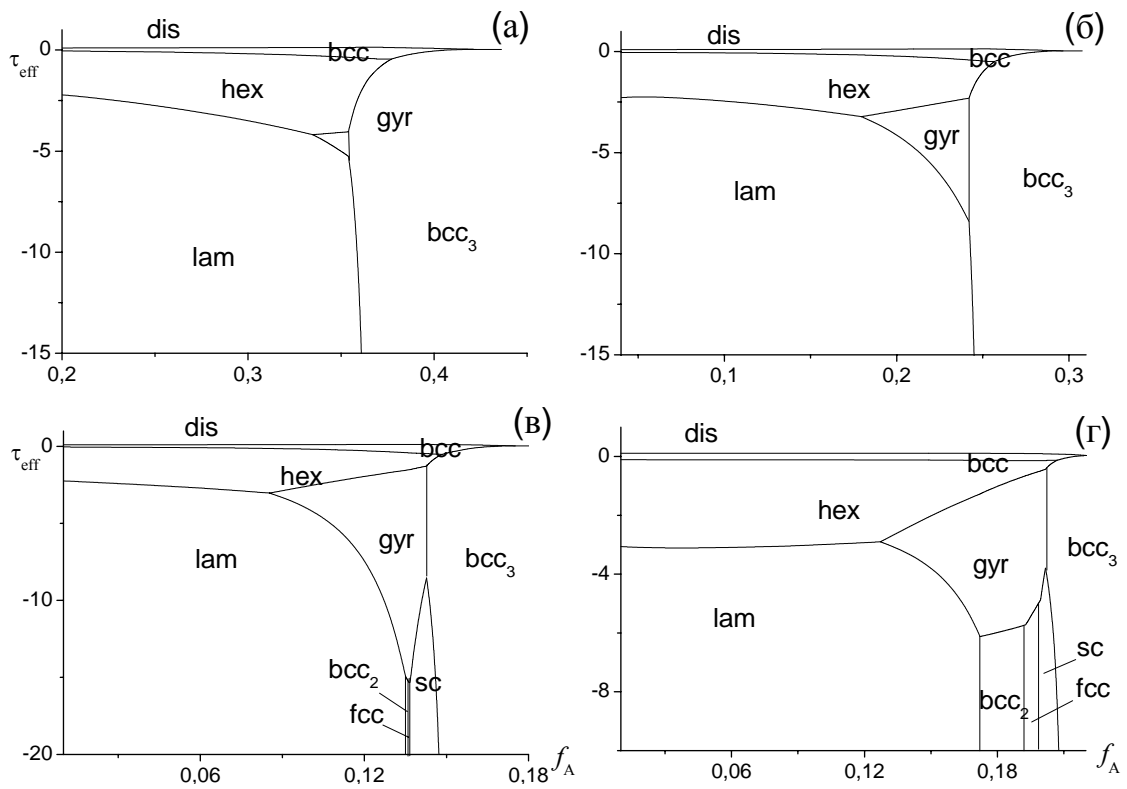 (а)
dis
0
τeff
bcc
hex
gyr
-5
bcc3
lam
-10
-15
0,2
0,3
0,4
(б)
dis
0
bcc
hex
gyr
-5
bcc3
lam
-10
-15
0,1
0,2
0,3
(в)
dis
0
τeff
bcc
hex
gyr
lam
bcc3
-10
bcc2
sc
fcc
-20
0,06
0,12
0,18
fA
(г)
dis
0
bcc
hex
bcc3
gyr
-4
lam
sc
fcc
bcc2
-8
0,06
0,12
0,18
fA